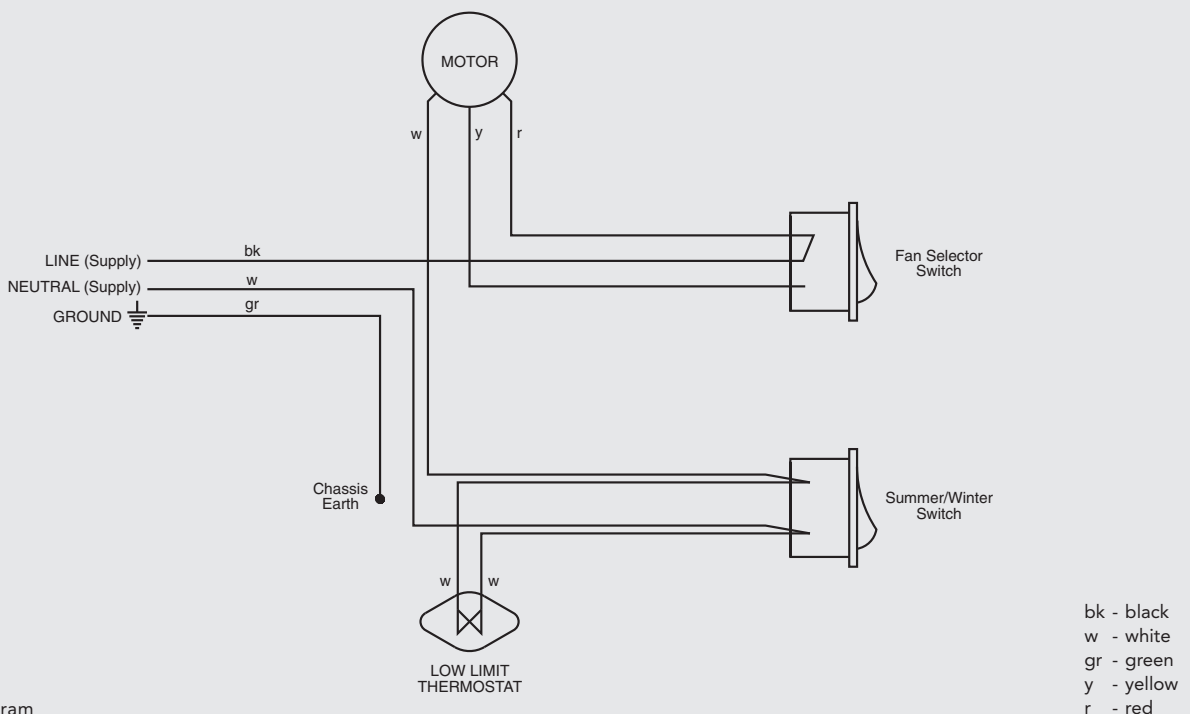 MOTOR
w
y
r
LINE (Supply)
bk
NEUTRAL (Supply)
w
GROUND
gr
Fan Selector
Switch
Chassis
Earth
Summer/Winter
Switch
w
w
LOW LIMIT
THERMOSTAT
bk - black
w - white
gr - green
y - yellow
r - red